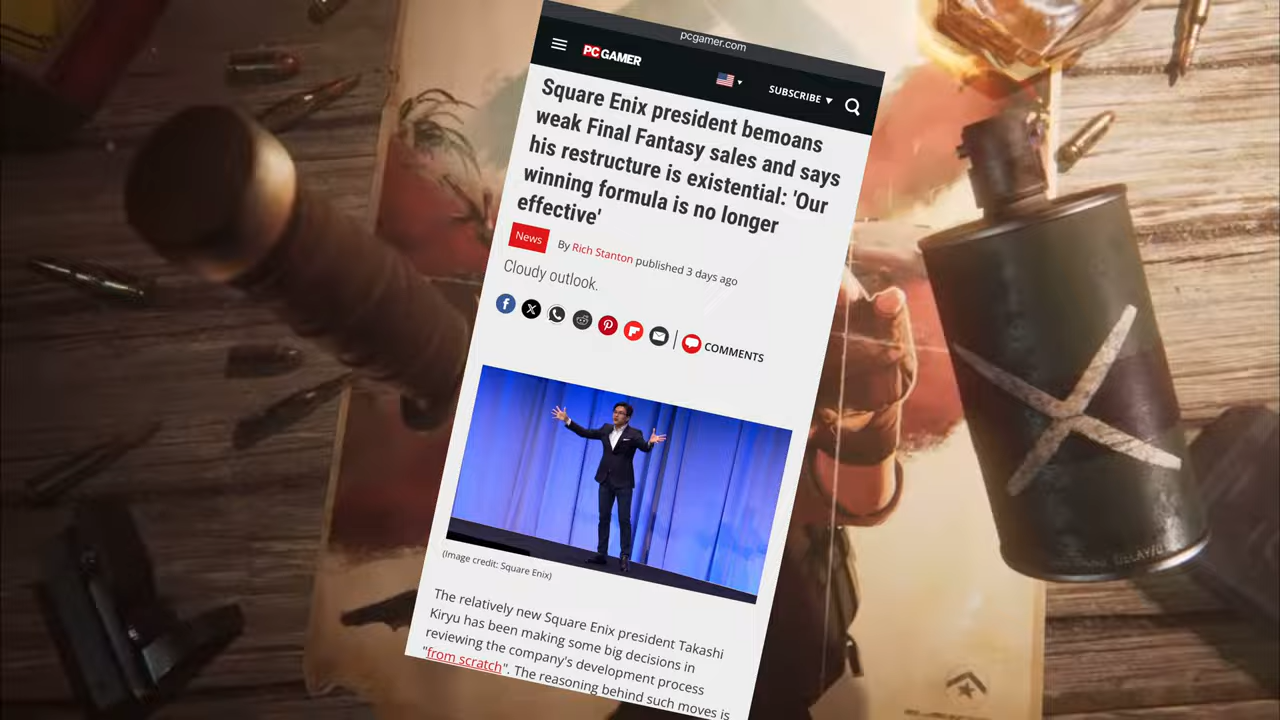 pcgamer.com
PC GAMER
SUBSCRIBE
Square Enix president bemoans
weak Final Fantasy sales and says
his restructure is existential: 'Our
winning formula is no longer
effective'
News By Rich Stanton published 3 days ago
Cloudy outlook.
COMMENTS
(Image credit: Square Enix)
The relatively new Square Enix president Takashi
Kiryu has been making some big decisions in
reviewing the company's development process
"from scratch". The reasoning behind such moves is
DELAY